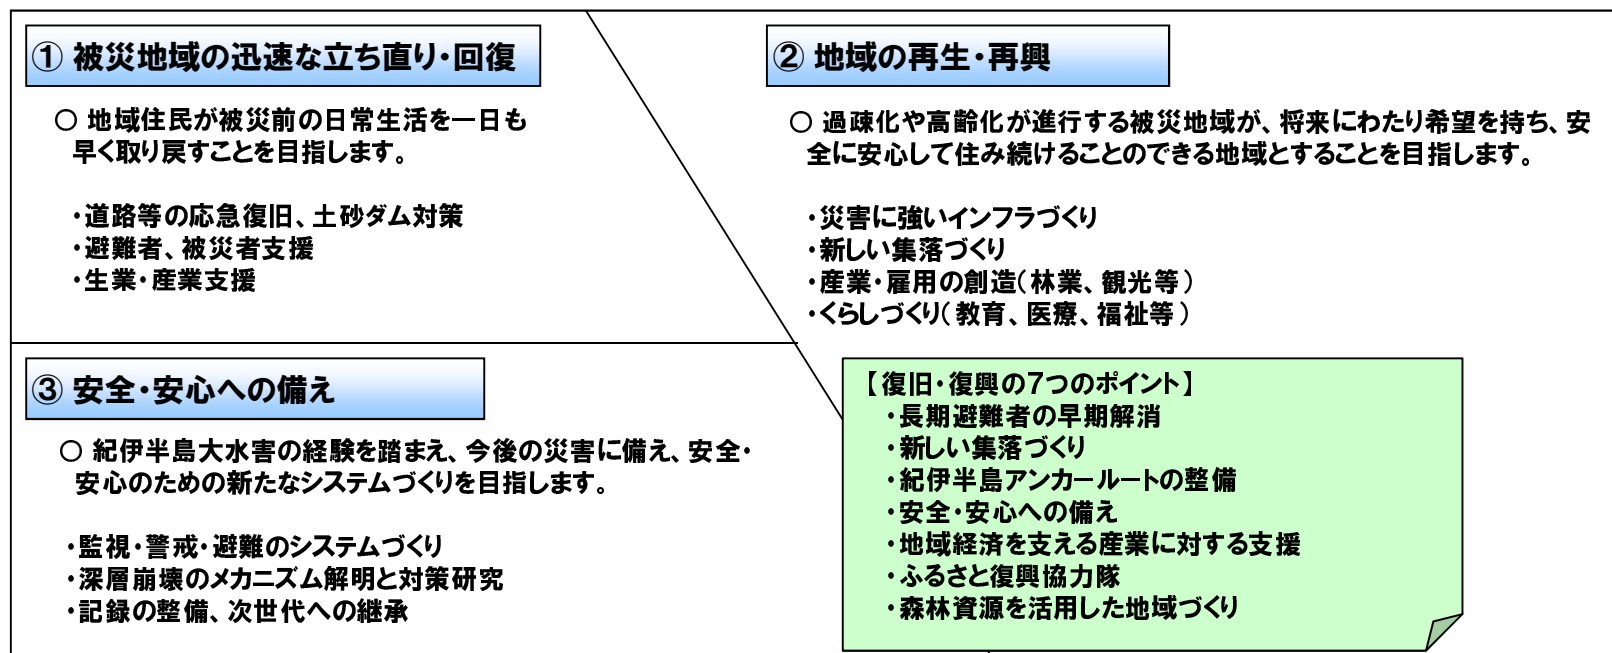 ① 被災地域の迅速な立ち直り・回復
○ 地域住民が被災前の日常生活を一日も
早く取り戻すことを目指します。
・道路等の応急復旧、土砂ダム対策
・避難者、被災者支援
・生業・産業支援
② 地域の再生・再興
○ 過疎化や高齢化が進行する被災地域が、将来にわたり希望を持ち、安
全に安心して住み続けることのできる地域とすることを目指します。
・災害に強いインフラづくり
・新しい集落づくり
・産業・雇用の創造(林業、観光等)
・くらしづくり(教育、医療、福祉等)
③ 安全・安心への備え
○ 紀伊半島大水害の経験を踏まえ、今後の災害に備え、安全・
安心のための新たなシステムづくりを目指します。
・監視・警戒・避難のシステムづくり
・深層崩壊のメカニズム解明と対策研究
・記録の整備、次世代への継承
【復旧・復興の7つのポイント】
・長期避難者の早期解消
・新しい集落づくり
・紀伊半島アンカールートの整備
・安全・安心への備え
・地域経済を支える産業に対する支援
・ふるさと復興協力隊
・森林資源を活用した地域づくり